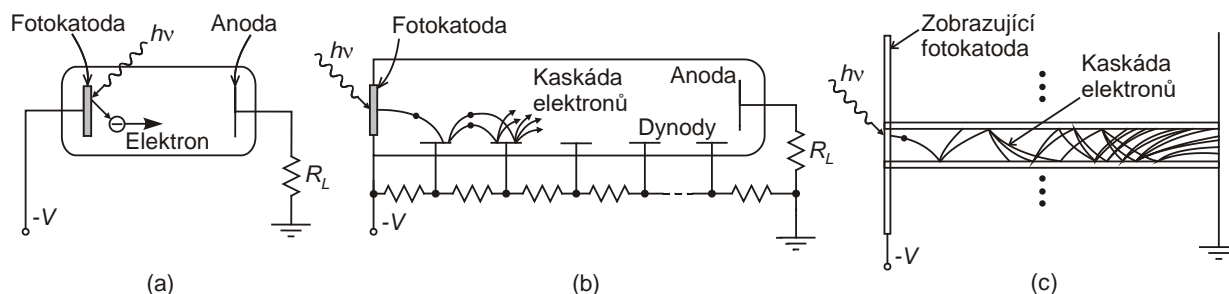 Fotokatoda
Anoda
hν
Elektron
R_L
-V
(a)
Fotokatoda
hν
Kaskáda
elektronů
Anoda
Dynody
R_L
-V
(b)
Zobrazující
fotokatoda
hν
Kaskáda
elektronů
-V
(c)